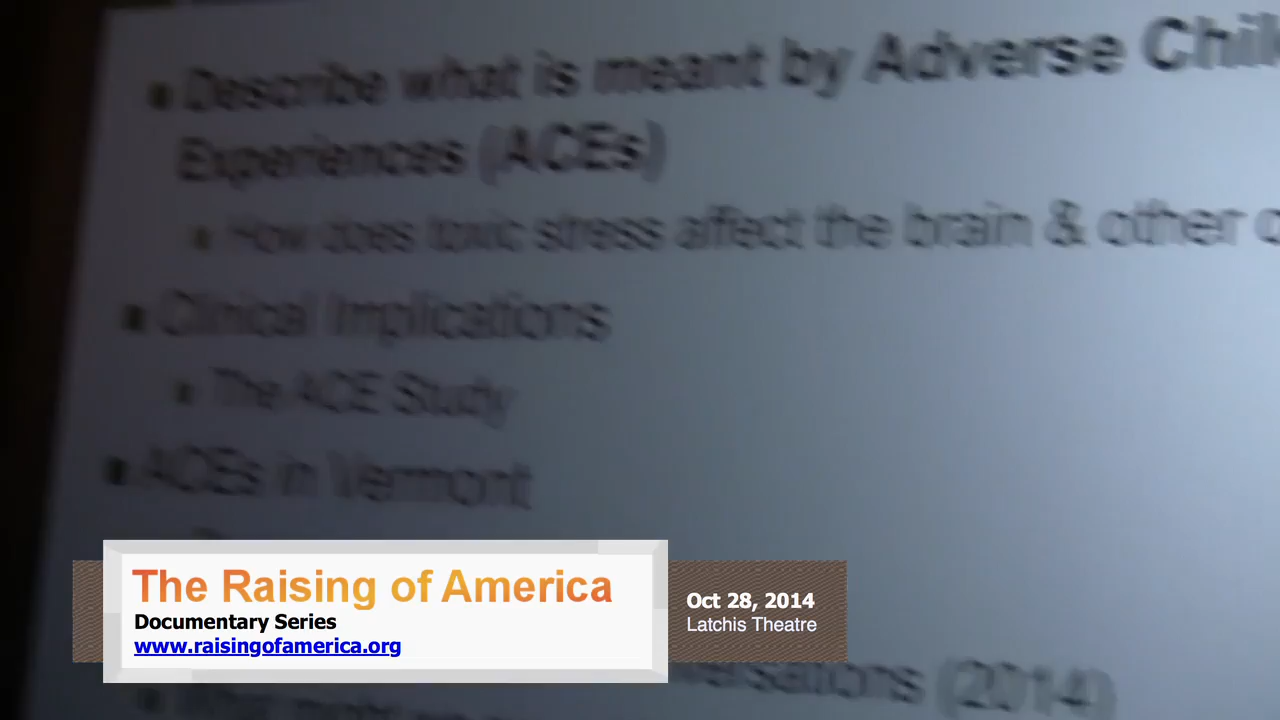 Describe what is meant by Adverse
Experiences (ACEs)
How does toxic stress affect the brain & other
Clinical Implications
The ACE Study
ACEs in Vermont
The Raising of America
Documentary Series
www.raisingofamerica.org
Oct 28, 2014
Latchis Theatre
(2014)